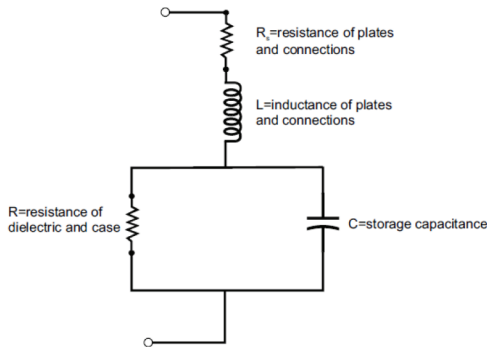 Rs=resistance of plates
and connections
L=inductance of plates
and connections
R=resistance of
dielectric and case
C=storage capacitance